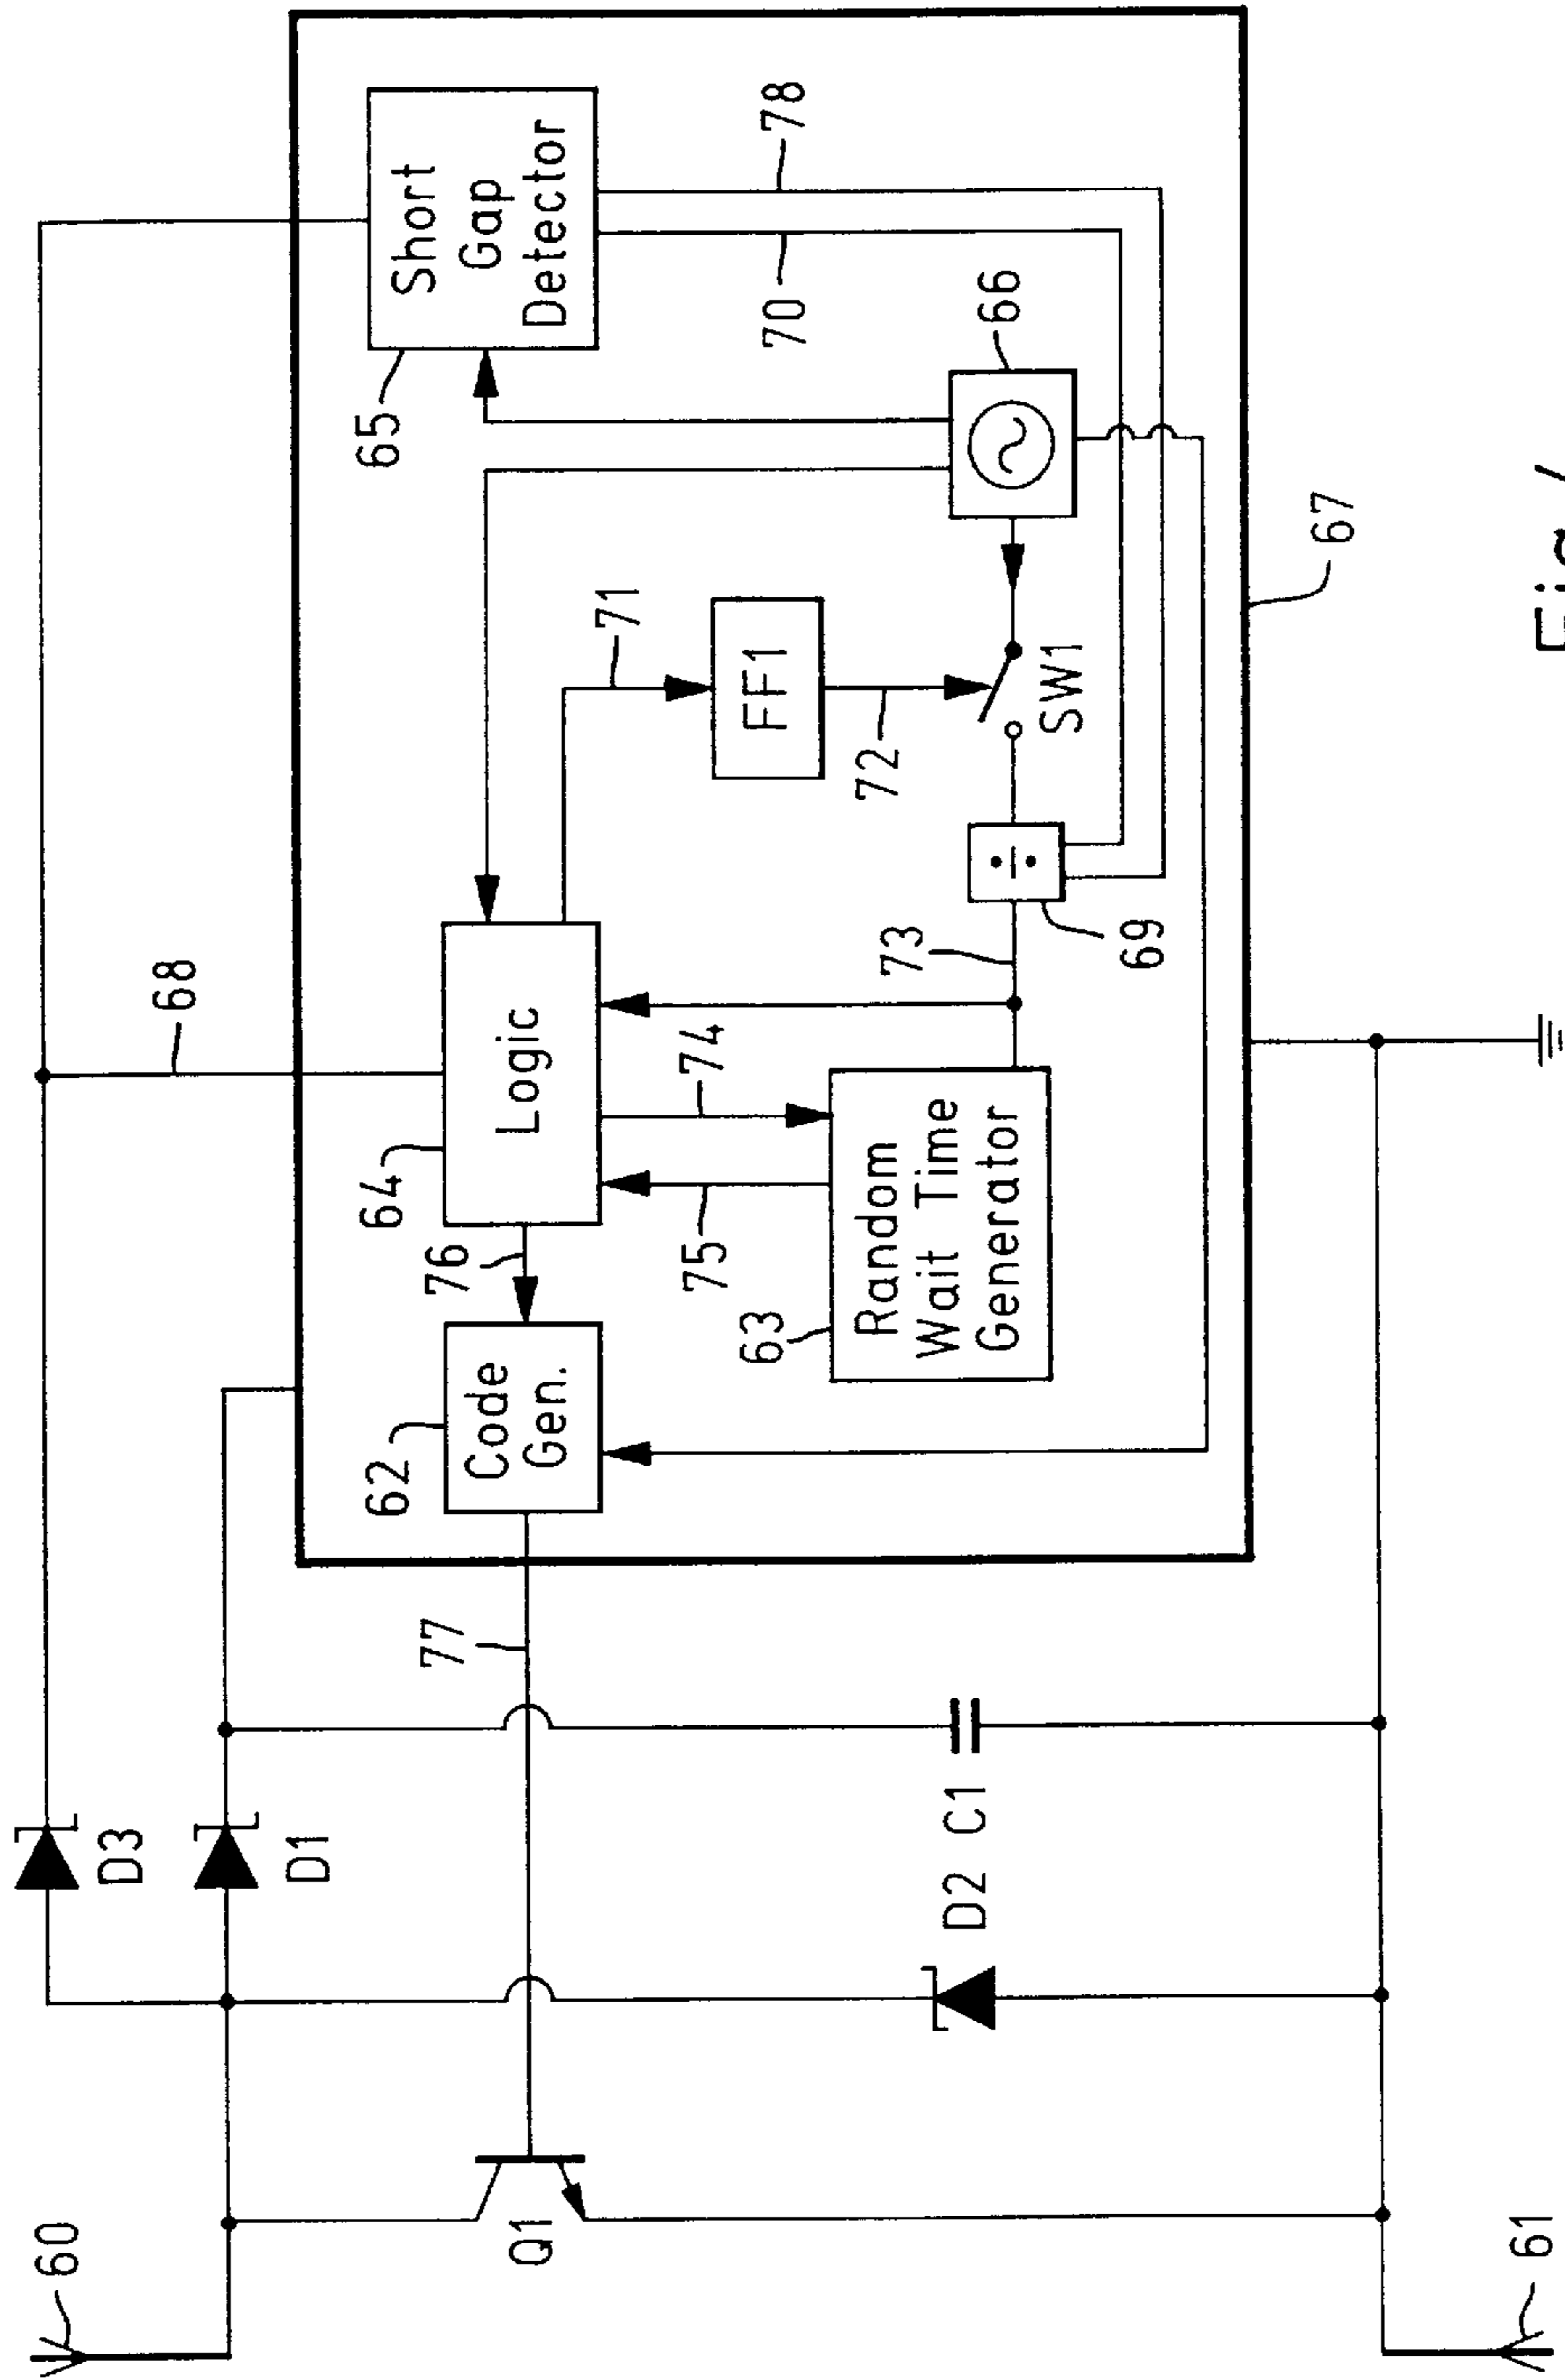 60
D3
68
D1
77
62
Code
Gen.
76
64
Logic
65
Short
Gap
Detector
Q1
71
75
74
FF1
70
78
63
Random
Wait Time
Generator
72
73
D2
C1
66
69
SW1
67
61